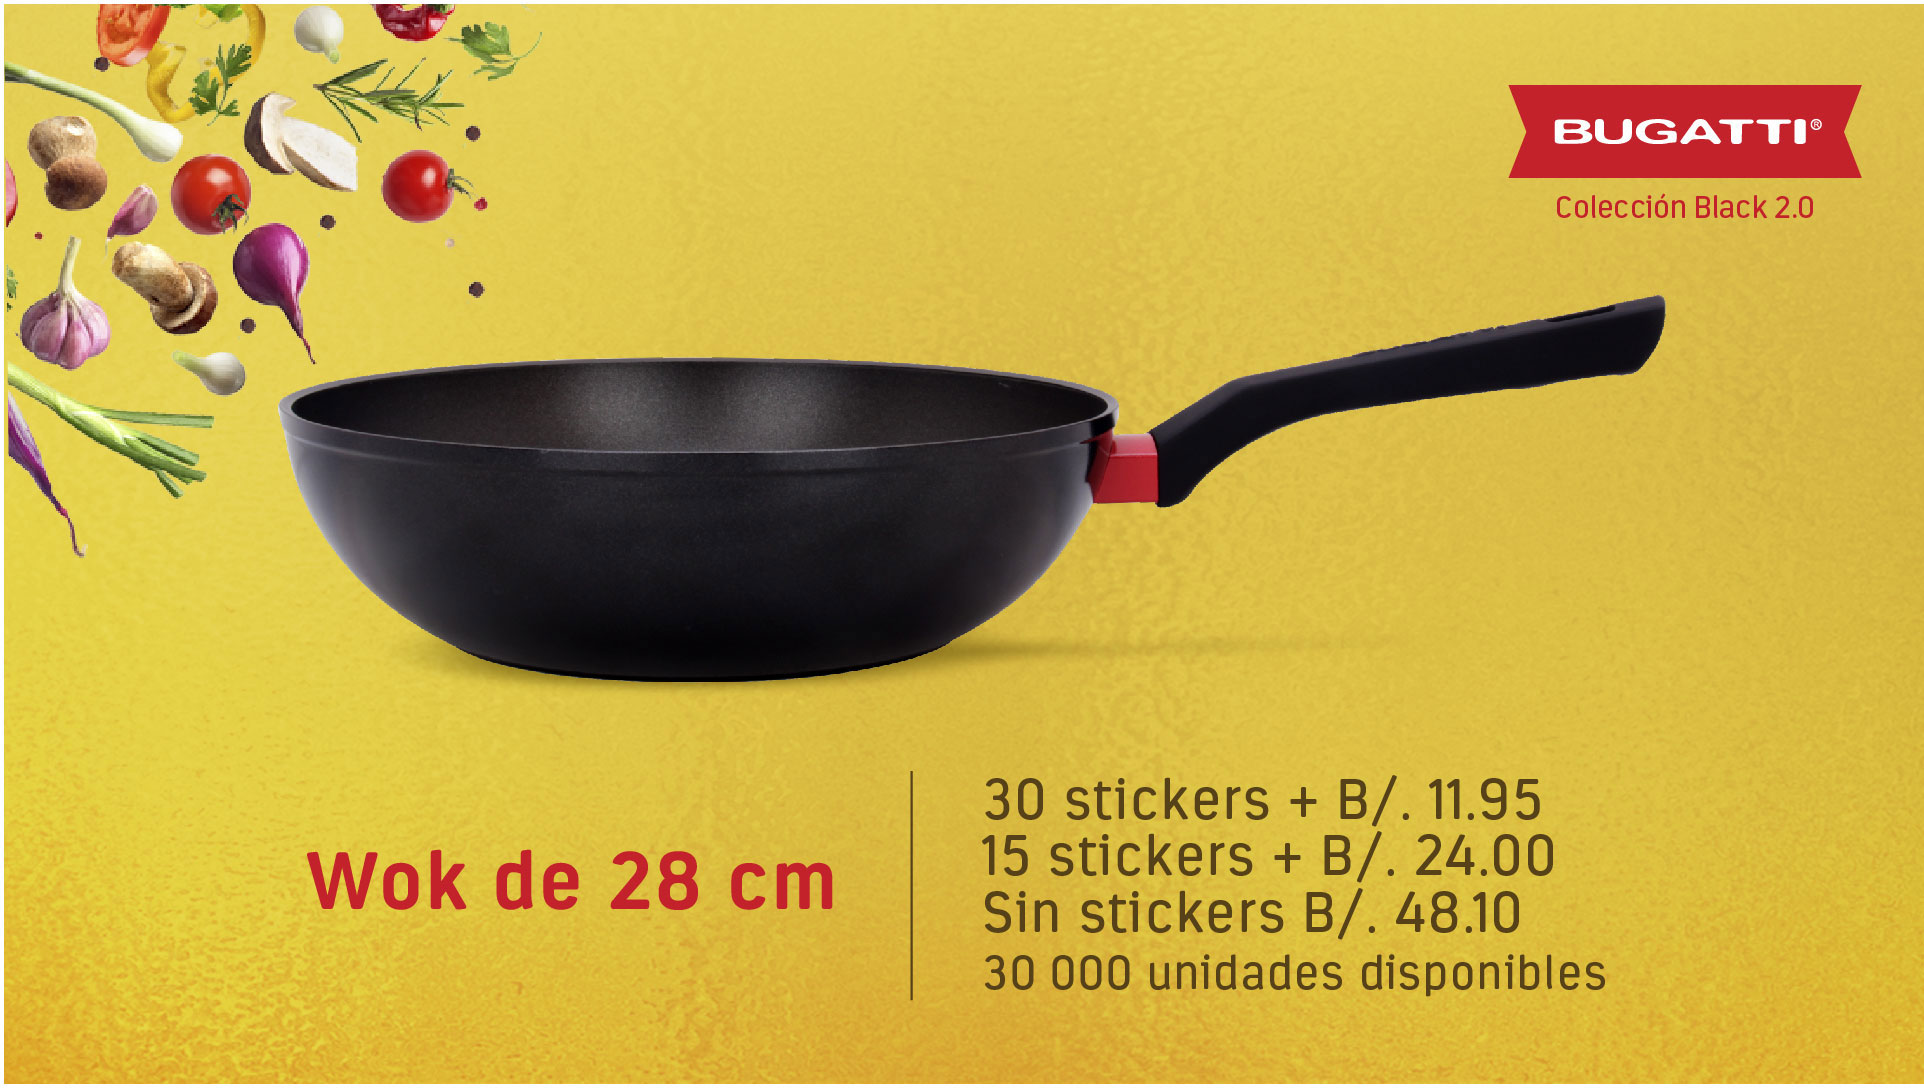 BUGATTI®
Colección Black 2.0
Wok de 28 cm
30 stickers + B/. 11.95
15 stickers + B/. 24.00
Sin stickers B/. 48.10
30 000 unidades disponibles